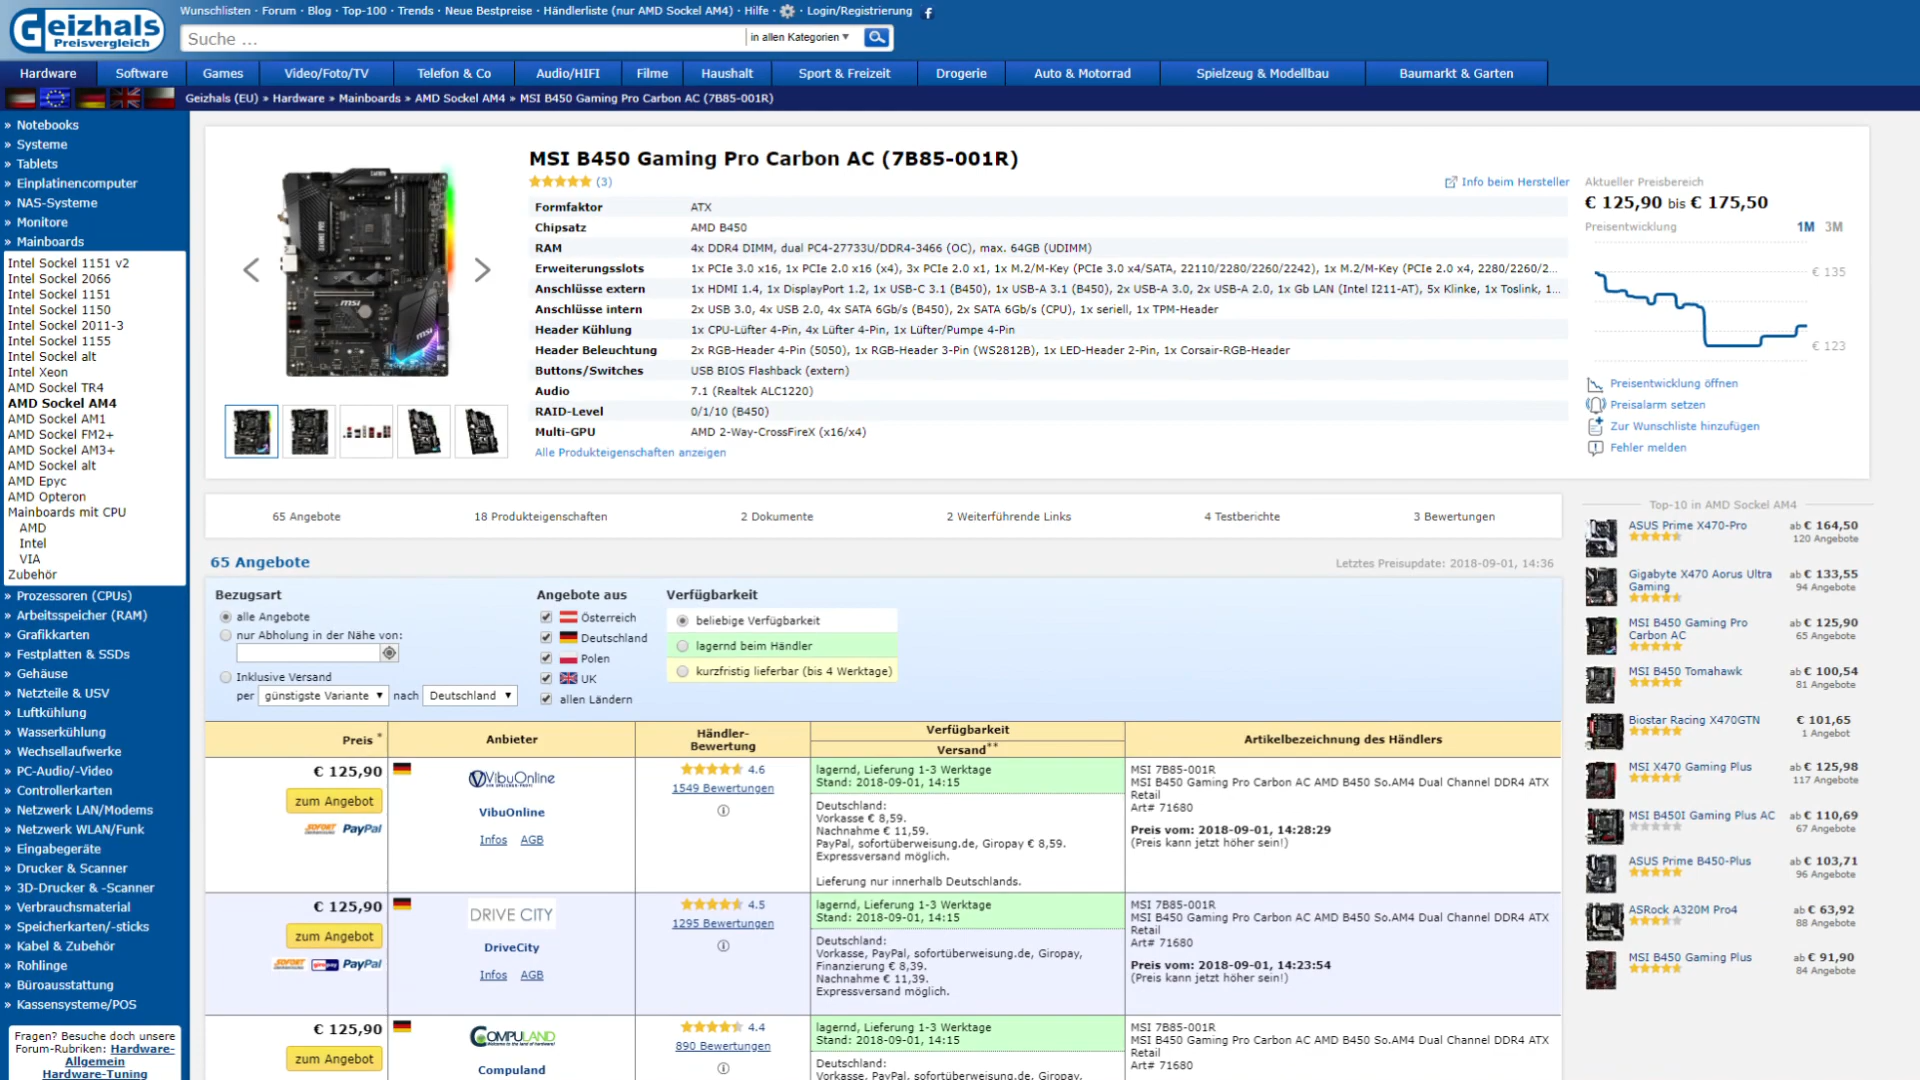 Geizhals
Preisvergleich
Wunschlisten · Forum · Blog · Top-100 · Trends · Neue Bestpreise · Händlerliste (nur AMD Sockel AM4) · Hilfe · Login/Registrierung
Suche ...
in allen Kategorien ▾
Hardware
Software
Games
Video/Foto/TV
Telefon & Co
Audio/HIFI
Filme
Haushalt
Sport & Freizeit
Drogerie
Auto & Motorrad
Spielzeug & Modellbau
Baumarkt & Garten
Geizhals (EU) » Hardware » Mainboards » AMD Sockel AM4 » MSI B450 Gaming Pro Carbon AC (7B85-001R)
» Notebooks
» Systeme
» Tablets
» Einplatinencomputer
» NAS-Systeme
» Monitore
» Mainboards
Intel Sockel 1151 v2
Intel Sockel 2066
Intel Sockel 1151
Intel Sockel 1150
Intel Sockel 2011-3
Intel Sockel 1155
Intel Sockel alt
Intel Xeon
AMD Sockel TR4
AMD Sockel AM4
AMD Sockel AM1
AMD Sockel FM2+
AMD Sockel AM3+
AMD Sockel alt
AMD Epyc
AMD Opteron
Mainboards mit CPU
AMD
Intel
VIA
Zubehör
» Prozessoren (CPUs)
» Arbeitsspeicher (RAM)
» Grafikkarten
» Festplatten & SSDs
» Gehäuse
» Netzteile & USV
» Luftkühlung
» Wasserkühlung
» Wechsellaufwerke
» PC-Audio/-Video
» Controllerkarten
» Netzwerk LAN/Modems
» Netzwerk WLAN/Funk
» Eingabegeräte
» Drucker & Scanner
» 3D-Drucker & -Scanner
» Verbrauchsmaterial
» Speicherkarten/-sticks
» Kabel & Zubehör
» Rohlinge
» Büroausstattung
» Kassensysteme/POS
Fragen? Besuche doch unsere
Forum-Rubriken: Hardware-
Allgemein
Hardware-Tuning
MSI B450 Gaming Pro Carbon AC (7B85-001R)
(3)
Info beim Hersteller
Formfaktor ATX
Chipsatz AMD B450
RAM 4x DDR4 DIMM, dual PC4-27733U/DDR4-3466 (OC), max. 64GB (UDIMM)
Erweiterungsslots 1x PCIe 3.0 x16, 1x PCIe 2.0 x16 (x4), 3x PCIe 2.0 x1, 1x M.2/M-Key (PCIe 3.0 x4/SATA, 22110/2280/2260/2242), 1x M.2/M-Key (PCIe 2.0 x4, 2280/2260/2...
Anschlüsse extern 1x HDMI 1.4, 1x DisplayPort 1.2, 1x USB-C 3.1 (B450), 1x USB-A 3.1 (B450), 2x USB-A 3.0, 2x USB-A 2.0, 1x Gb LAN (Intel I211-AT), 5x Klinke, 1x Toslink, 1...
Anschlüsse intern 2x USB 3.0, 4x USB 2.0, 4x SATA 6Gb/s (B450), 2x SATA 6Gb/s (CPU), 1x seriell, 1x TPM-Header
Header Kühlung 1x CPU-Lüfter 4-Pin, 4x Lüfter 4-Pin, 1x Lüfter/Pumpe 4-Pin
Header Beleuchtung 2x RGB-Header 4-Pin (5050), 1x RGB-Header 3-Pin (WS2812B), 1x LED-Header 2-Pin, 1x Corsair-RGB-Header
Buttons/Switches USB BIOS Flashback (extern)
Audio 7.1 (Realtek ALC1220)
RAID-Level 0/1/10 (B450)
Multi-GPU AMD 2-Way-CrossFireX (x16/x4)
Alle Produkteigenschaften anzeigen
Aktueller Preisbereich
€ 125,90 bis € 175,50
Preisentwicklung 1M 3M
€ 135
€ 123
Preisentwicklung öffnen
Preisalarm setzen
Zur Wunschliste hinzufügen
Fehler melden
65 Angebote
18 Produkteigenschaften
2 Dokumente
2 Weiterführende Links
4 Testberichte
3 Bewertungen
65 Angebote
Letztes Preisupdate: 2018-09-01, 14:36
Bezugsart
alle Angebote
nur Abholung in der Nähe von:
Inklusive Versand
per günstigste Variante ▾ nach Deutschland ▾
Angebote aus
Österreich
Deutschland
Polen
UK
allen Ländern
Verfügbarkeit
beliebige Verfügbarkeit
lagernd beim Händler
kurzfristig lieferbar (bis 4 Werktage)
Preis *
Anbieter
Händler-
Bewertung
Verfügbarkeit
Versand**
Artikelbezeichnung des Händlers
€ 125,90
zum Angebot
SOFORT PayPal
VibuOnline
VibuOnline
Infos AGB
4.6
1549 Bewertungen
lagernd, Lieferung 1-3 Werktage
Stand: 2018-09-01, 14:15
Deutschland:
Vorkasse € 8,59.
Nachnahme € 11,59.
PayPal, sofortüberweisung.de, Giropay € 8,59.
Expressversand möglich.
Lieferung nur innerhalb Deutschlands.
MSI 7B85-001R
MSI B450 Gaming Pro Carbon AC AMD B450 So.AM4 Dual Channel DDR4 ATX
Retail
Art# 71680
Preis vom: 2018-09-01, 14:28:29
(Preis kann jetzt höher sein!)
€ 125,90
zum Angebot
SOFORT giropay PayPal
DRIVE CITY
DriveCity
Infos AGB
4.5
1295 Bewertungen
lagernd, Lieferung 1-3 Werktage
Stand: 2018-09-01, 14:15
Deutschland:
Vorkasse, PayPal, sofortüberweisung.de, Giropay,
Finanzierung € 8,39.
Nachnahme € 11,39.
Expressversand möglich.
MSI 7B85-001R
MSI B450 Gaming Pro Carbon AC AMD B450 So.AM4 Dual Channel DDR4 ATX
Retail
Art# 71680
Preis vom: 2018-09-01, 14:23:54
(Preis kann jetzt höher sein!)
€ 125,90
zum Angebot
COMPULAND
Compuland
4.4
890 Bewertungen
lagernd, Lieferung 1-3 Werktage
Stand: 2018-09-01, 14:15
Deutschland:
Vorkasse, PayPal, sofortüberweisung.de, Giropay,
MSI 7B85-001R
MSI B450 Gaming Pro Carbon AC AMD B450 So.AM4 Dual Channel DDR4 ATX
Retail
Art# 71680
Top-10 in AMD Sockel AM4
ASUS Prime X470-Pro
ab € 164,50
120 Angebote
Gigabyte X470 Aorus Ultra
Gaming
ab € 133,55
94 Angebote
MSI B450 Gaming Pro
Carbon AC
ab € 125,90
65 Angebote
MSI B450 Tomahawk
ab € 100,54
81 Angebote
Biostar Racing X470GTN
€ 101,65
1 Angebot
MSI X470 Gaming Plus
ab € 125,98
117 Angebote
MSI B450I Gaming Plus AC
ab € 110,69
67 Angebote
ASUS Prime B450-Plus
ab € 103,71
96 Angebote
ASRock A320M Pro4
ab € 63,92
88 Angebote
MSI B450 Gaming Plus
ab € 91,90
84 Angebote